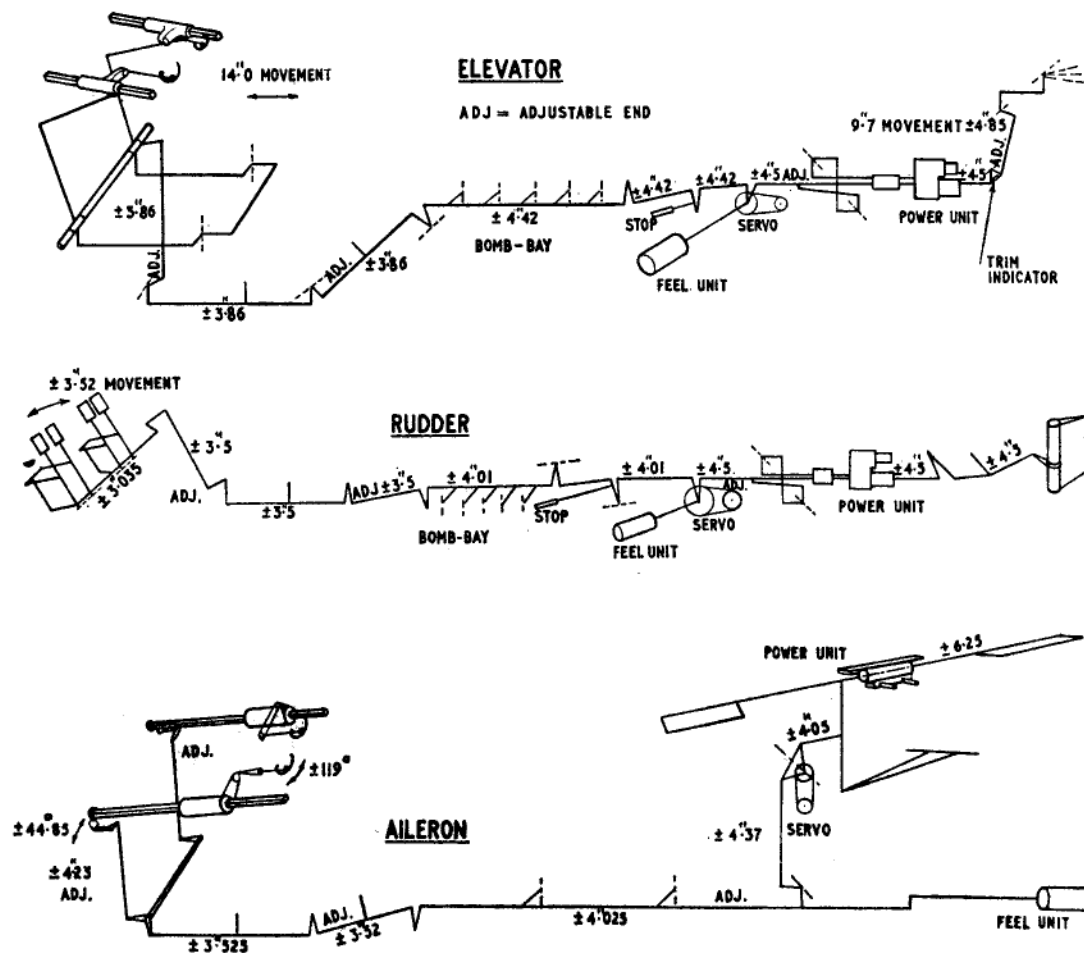 ELEVATOR
14"·0 MOVEMENT
ADJ = ADJUSTABLE END
9"·7 MOVEMENT ±4"·85
ADJ.
±4"·5
±4"·42
±4"·42
±4"·5 ADJ.
±3"·86
ADJ.
ADJ.
±3"·86
±4"·42
BOMB-BAY
STOP
SERVO
POWER UNIT
FEEL UNIT
TRIM
INDICATOR
±3"·86
±3"·52 MOVEMENT
RUDDER
±3"·5
±3"·035
ADJ.
±3"·5
ADJ ±3"·5
±4"·01
BOMB-BAY
STOP
±4"·01
±4"·5
ADJ.
SERVO
FEEL UNIT
POWER UNIT
±4"·5
±4"·5
POWER UNIT
±6·25
±4"·05
ADJ.
±119°
±44·85°
±4"·23
ADJ.
AILERON
±4"·37
SERVO
ADJ.
±3"·52
±3"·525
±4"·025
ADJ.
FEEL UNIT